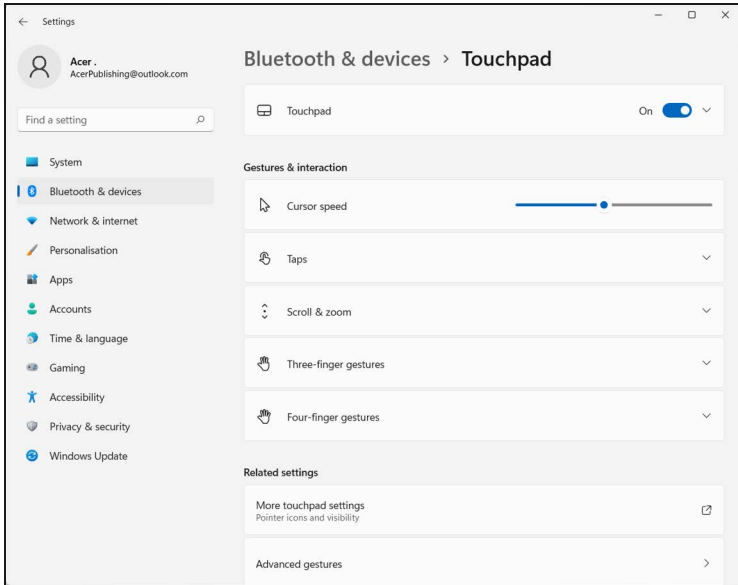 Settings
Acer .
AcerPublishing@outlook.com
Find a setting
System
Bluetooth & devices
Network & internet
Personalisation
Apps
Accounts
Time & language
Gaming
Accessibility
Privacy & security
Windows Update
Bluetooth & devices > Touchpad
Touchpad On
Gestures & interaction
Cursor speed
Taps
Scroll & zoom
Three-finger gestures
Four-finger gestures
Related settings
More touchpad settings
Pointer icons and visibility
Advanced gestures